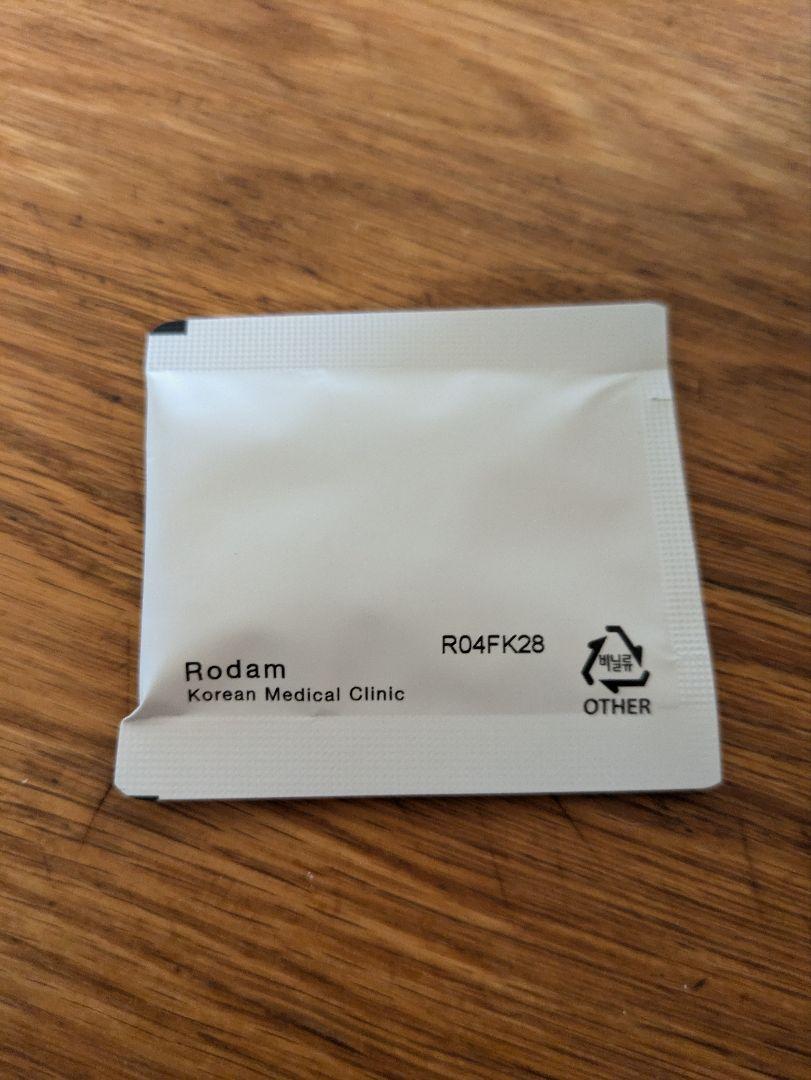 R04FK28
Rodam
Korean Medical Clinic
비닐류
OTHER